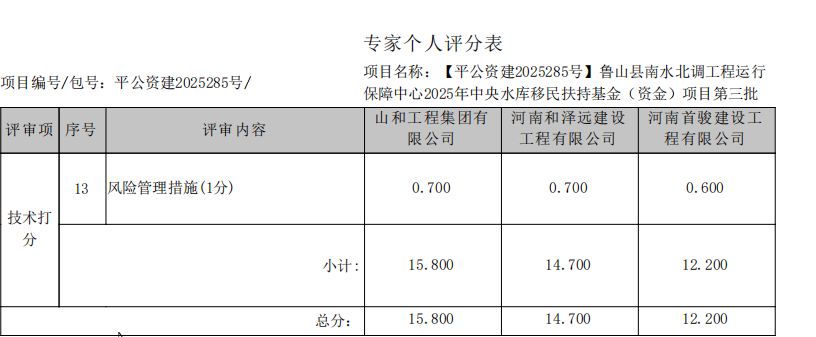 专家个人评分表
项目编号/包号：平公资建2025285号/
项目名称：【平公资建2025285号】鲁山县南水北调工程运行
保障中心2025年中央水库移民扶持基金（资金）项目第三批
评审项 序号 评审内容 山和工程集团有限公司 河南和泽远建设工程有限公司 河南首骏建设工程有限公司
技术打分 13 风险管理措施(1分) 0.700 0.700 0.600
小计: 15.800 14.700 12.200
总分: 15.800 14.700 12.200